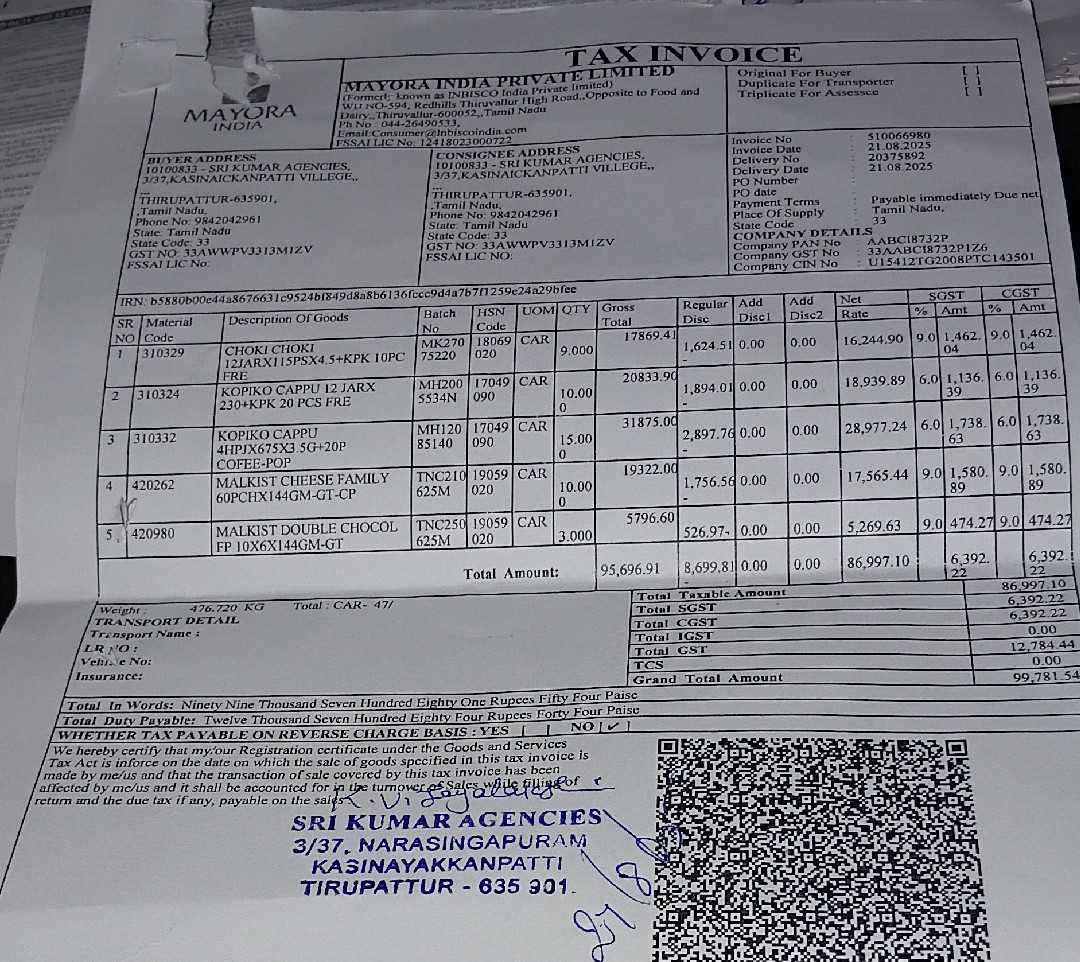 TAX INVOICE
MAYORA
INDIA
MAYORA INDIA PRIVATE LIMITED
(Formerly known as INBISCO India Private limited)
WU NO-594, Redhills Thiruvallur High Road,,Opposite to Food and
Dairy,,Thiruvallur-600052,,Tamil Nadu
Ph No : 044-26490533,
Email:Consumer@Inbiscoindia.com
FSSAI LIC No: 12418023000722
Original For Buyer [ ]
Duplicate For Transporter [ ]
Triplicate For Assessee [ ]
BUYER ADDRESS
10100833 - SRI KUMAR AGENCIES,
3/37,KASINAICKANPATTI VILLEGE,,
...
THIRUPATTUR-635901,
,Tamil Nadu,
Phone No: 9842042961
State: Tamil Nadu
State Code: 33
GST NO: 33AWWPV3313M1ZV
FSSAI LIC No:
CONSIGNEE ADDRESS
10100833 - SRI KUMAR AGENCIES,
3/37,KASINAICKANPATTI VILLEGE,,
...
THIRUPATTUR-635901,
,Tamil Nadu,
Phone No: 9842042961
State: Tamil Nadu
State Code: 33
GST NO: 33AWWPV3313M1ZV
FSSAI LIC NO:
Invoice No : 510066980
Invoice Date : 21.08.2025
Delivery No : 20375892
Delivery Date : 21.08.2025
PO Number :
PO date :
Payment Terms : Payable immediately Due net
Place Of Supply : Tamil Nadu,
State Code : 33
COMPANY DETAILS
Company PAN No : AABCI8732P
Company GST No : 33AABCI8732P1Z6
Company CIN No : U15412TG2008PTC143501
IRN: b5880b00e44a8676631c9524bf849d8a8b6136fccc9d4a7b7f1259e24a29bfee
SR NO Material Code Description Of Goods Batch No HSN Code UOM QTY Gross Total Regular Disc Add Disc1 Add Disc2 Net Rate SGST % Amt CGST % Amt
1 310329 CHOKI CHOKI 12JARX115PSX4.5+KPK 10PC FRE MK270 75220 18069 020 CAR 9.000 17869.41 1,624.51- 0.00 0.00 16,244.90 9.0 1,462.04 9.0 1,462.04
2 310324 KOPIKO CAPPU 12 JARX 230+KPK 20 PCS FRE MH200 5534N 17049 090 CAR 10.000 20833.90 1,894.01- 0.00 0.00 18,939.89 6.0 1,136.39 6.0 1,136.39
3 310332 KOPIKO CAPPU 4HPJX675X3.5G+20P COFEE-POP MH120 85140 17049 090 CAR 15.000 31875.00 2,897.76- 0.00 0.00 28,977.24 6.0 1,738.63 6.0 1,738.63
4 420262 MALKIST CHEESE FAMILY 60PCHX144GM-GT-CP TNC210 625M 19059 020 CAR 10.000 19322.00 1,756.56- 0.00 0.00 17,565.44 9.0 1,580.89 9.0 1,580.89
5 420980 MALKIST DOUBLE CHOCOL FP 10X6X144GM-GT TNC250 625M 19059 020 CAR 3.000 5796.60 526.97- 0.00 0.00 5,269.63 9.0 474.27 9.0 474.27
Total Amount: 95,696.91 8,699.81- 0.00 0.00 86,997.10 6,392.22 6,392.22
Weight : 476.720 KG Total : CAR- 47/
TRANSPORT DETAIL
Transport Name :
LR NO :
Vehicle No:
Insurance:
Total Taxable Amount 86,997.10
Total SGST 6,392.22
Total CGST 6,392.22
Total IGST 0.00
Total GST 12,784.44
TCS 0.00
Grand Total Amount 99,781.54
Total In Words: Ninety Nine Thousand Seven Hundred Eighty One Rupees Fifty Four Paise
Total Duty Payable: Twelve Thousand Seven Hundred Eighty Four Rupees Forty Four Paise
WHETHER TAX PAYABLE ON REVERSE CHARGE BASIS : YES [ ] NO [✓]
We hereby certify that my/our Registration certificate under the Goods and Services
Tax Act is inforce on the date on which the sale of goods specified in this tax invoice is
made by me/us and that the transaction of sale covered by this tax invoice has been
affected by me/us and it shall be accounted for in the turnover of Sales while filling of
return and the due tax if any, payable on the sales
SRI KUMAR AGENCIES
3/37, NARASINGAPURAM
KASINAYAKKANPATTI
TIRUPATTUR - 635 901.